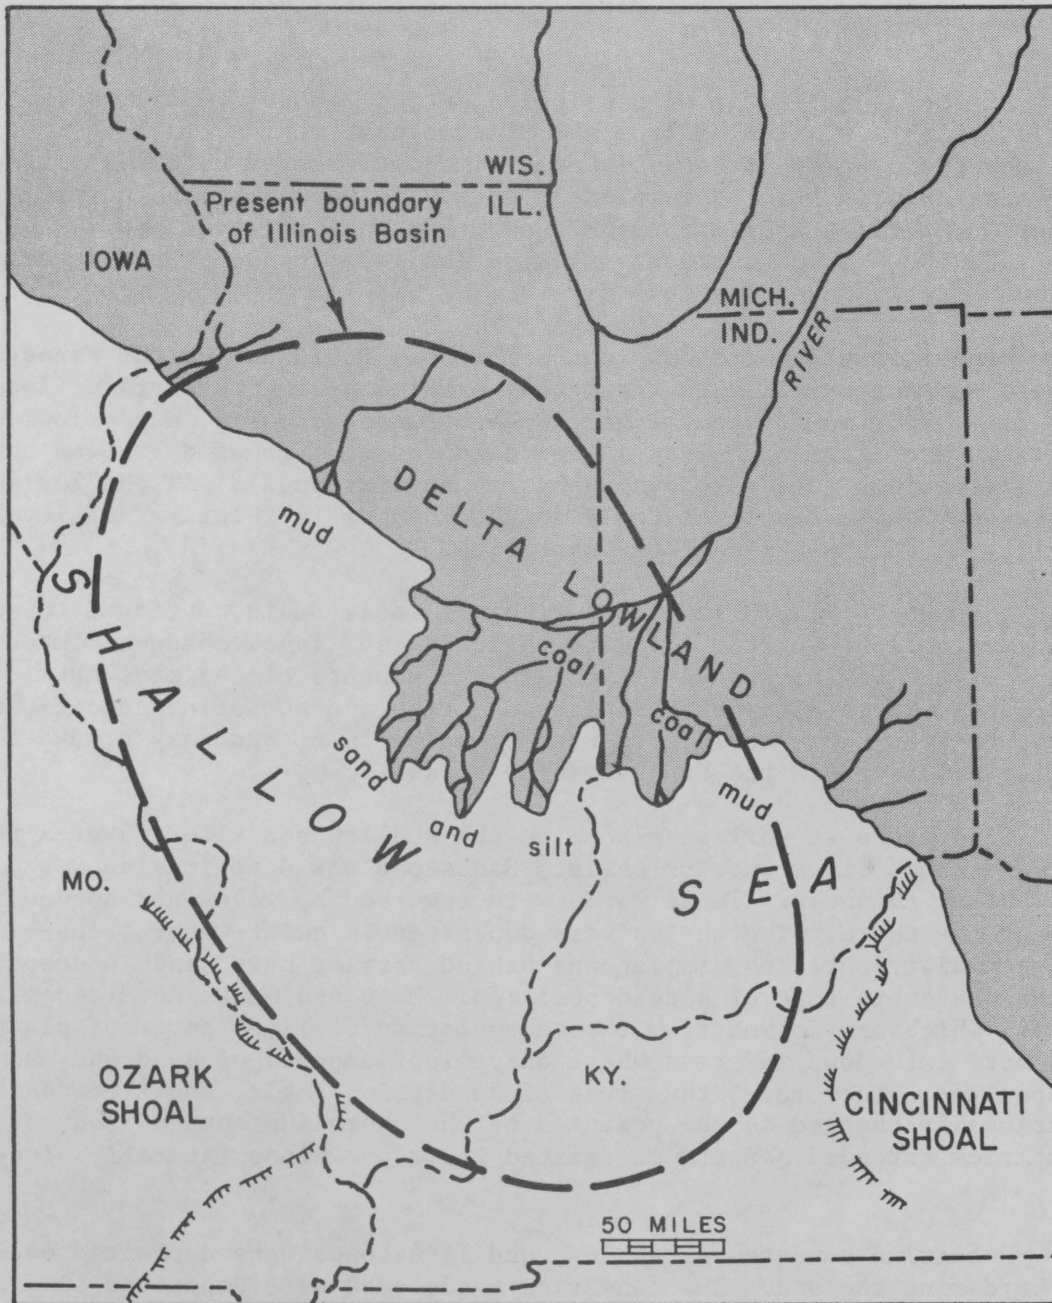 WIS.
ILL.
Present boundary
of Illinois Basin
IOWA
MICH.
IND.
RIVER
DELTA LOWLAND
mud
coal
coal
sand and silt
mud
SHALLOW SEA
MO.
OZARK
SHOAL
KY.
CINCINNATI
SHOAL
50 MILES